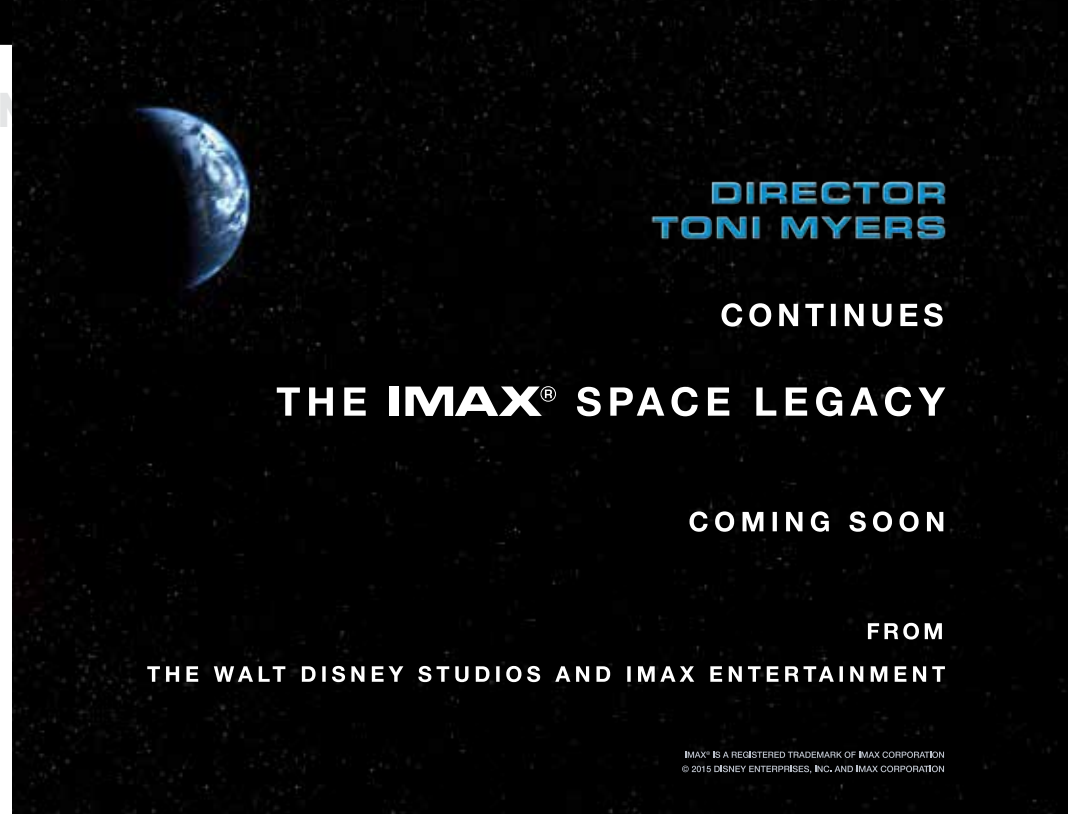 DIRECTOR
TONI MYERS
CONTINUES
THE IMAX® SPACE LEGACY
COMING SOON
FROM
THE WALT DISNEY STUDIOS AND IMAX ENTERTAINMENT
IMAX® IS A REGISTERED TRADEMARK OF IMAX CORPORATION
© 2015 DISNEY ENTERPRISES, INC. AND IMAX CORPORATION